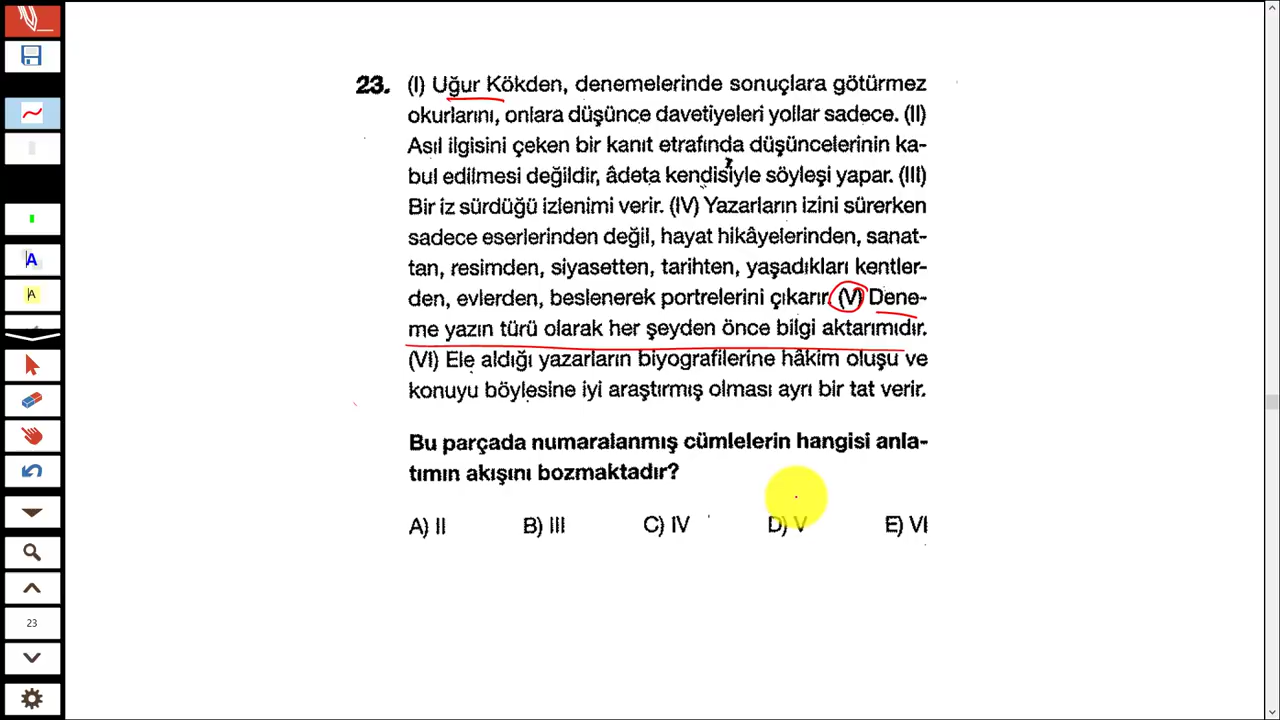 23. (I) Uğur Kökden, denemelerinde sonuçlara götürmez
okurlarını, onlara düşünce davetiyeleri yollar sadece. (II)
Asıl ilgisini çeken bir kanıt etrafında düşüncelerinin ka-
bul edilmesi değildir, âdeta kendisiyle söyleşi yapar. (III)
Bir iz sürdüğü izlenimi verir. (IV) Yazarların izini sürerken
sadece eserlerinden değil, hayat hikâyelerinden, sanat-
tan, resimden, siyasetten, tarihten, yaşadıkları kentler-
den, evlerden, beslenerek portrelerini çıkarır. (V) Dene-
me yazın türü olarak her şeyden önce bilgi aktarımıdır.
(VI) Ele aldığı yazarların biyografilerine hâkim oluşu ve
konuyu böylesine iyi araştırmış olması ayrı bir tat verir.
Bu parçada numaralanmış cümlelerin hangisi anla-
tımın akışını bozmaktadır?
A) II B) III C) IV D) V E) VI
A
A
23